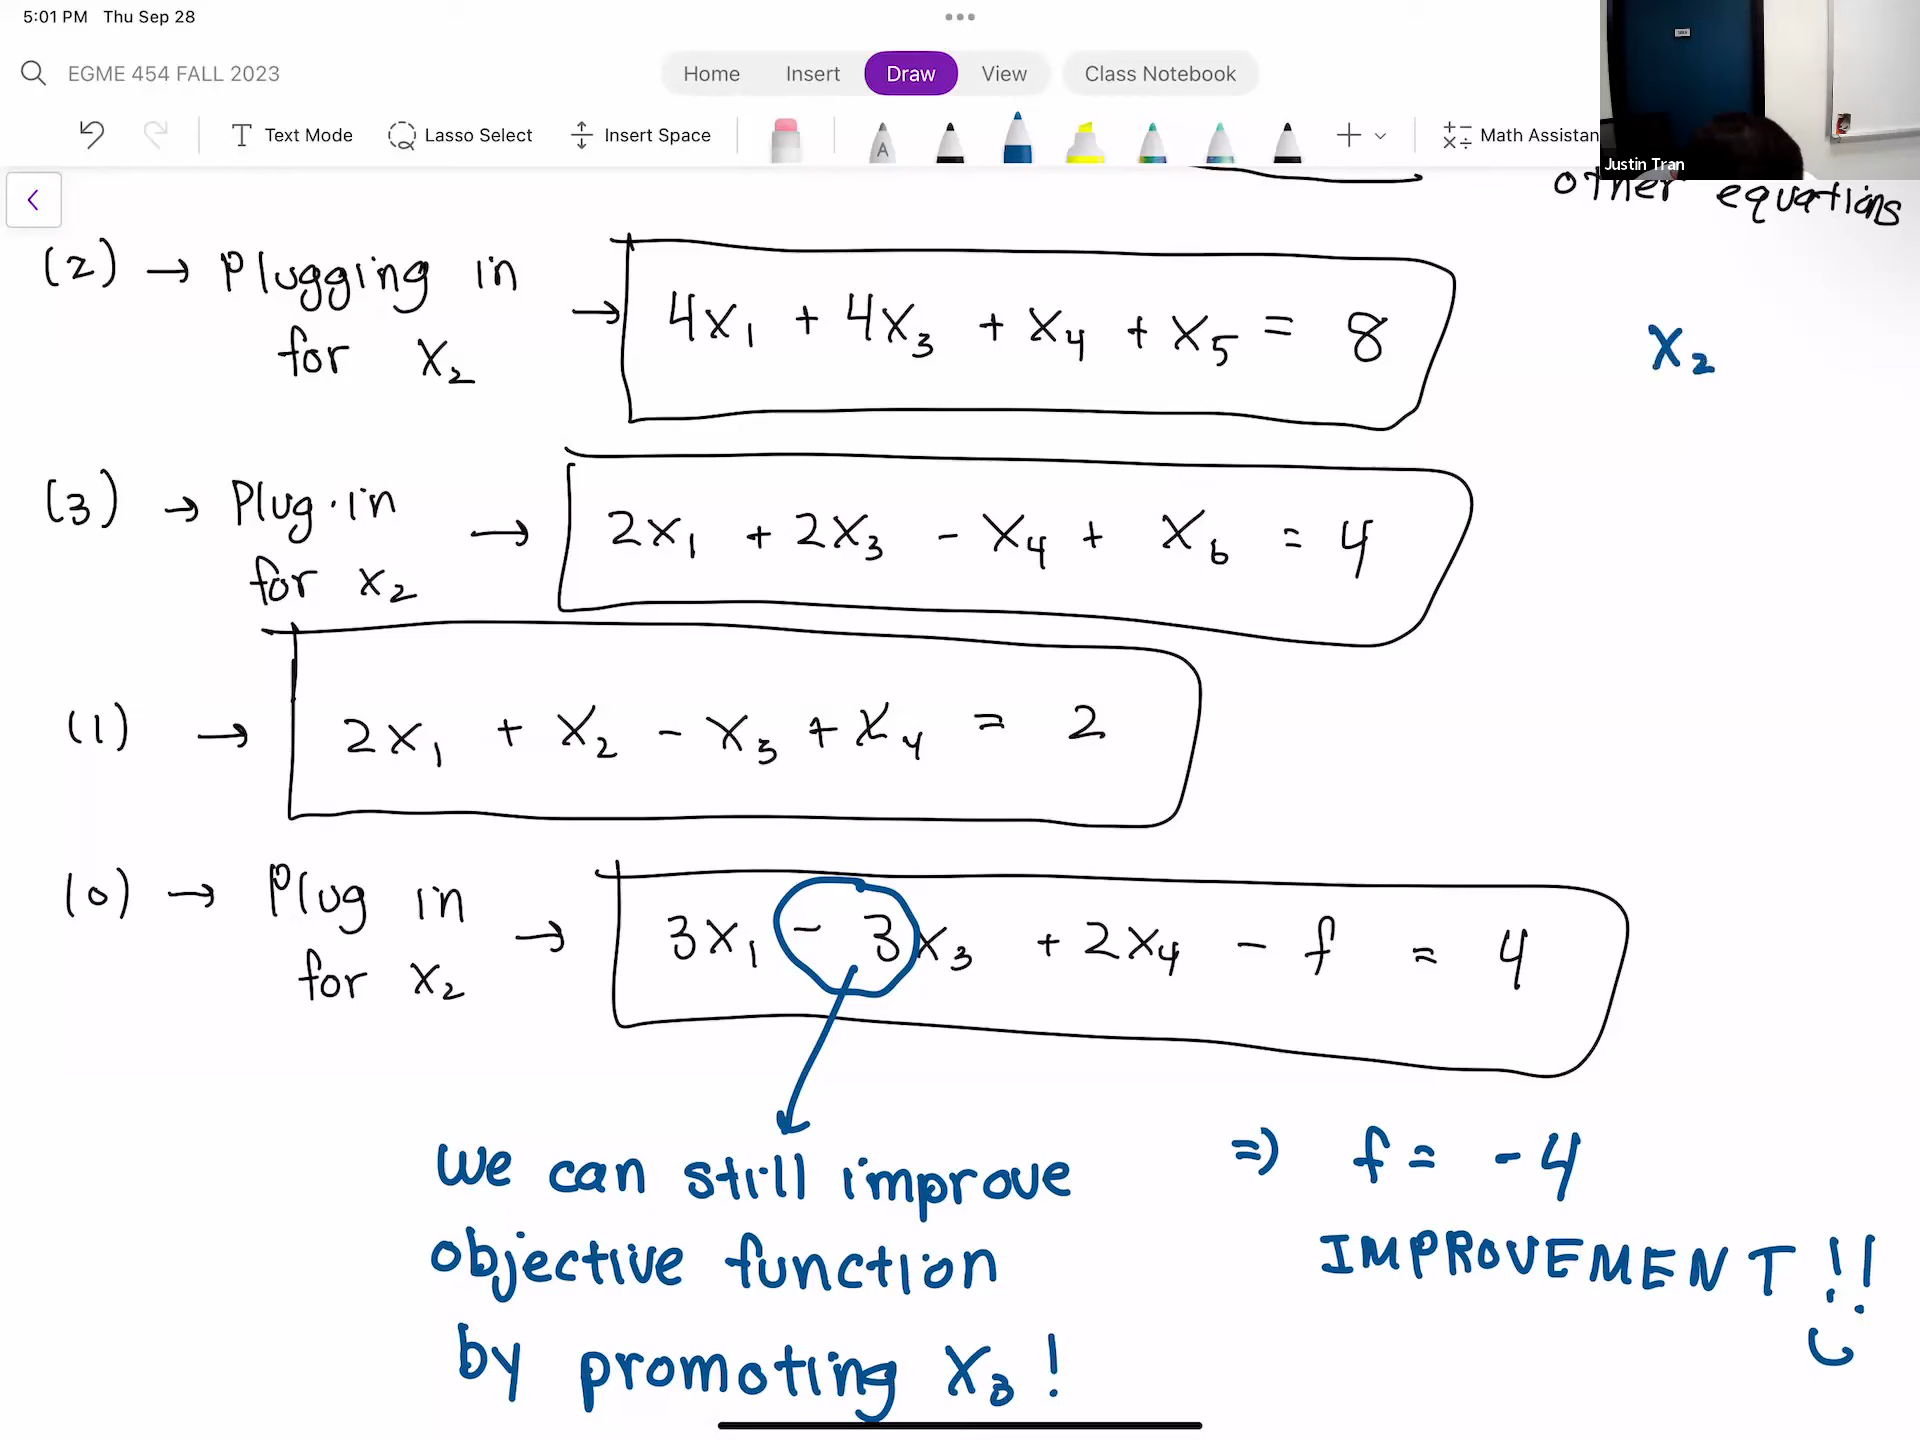 5:01 PM Thu Sep 28
EGME 454 FALL 2023
Home Insert Draw View Class Notebook
Text Mode Lasso Select Insert Space A Math Assistan
Justin Tran
other equations
(2) → Plugging in for x₂ → 4x₁ + 4x₃ + x₄ + x₅ = 8
x₂
(3) → Plug in for x₂ → 2x₁ + 2x₃ - x₄ + x₆ = 4
(1) → 2x₁ + x₂ - x₃ + x₄ = 2
(0) → Plug in for x₂ → 3x₁ - 3x₃ + 2x₄ - f = 4
we can still improve
objective function
by promoting x₃ !
⇒ f = -4
IMPROVEMENT !!